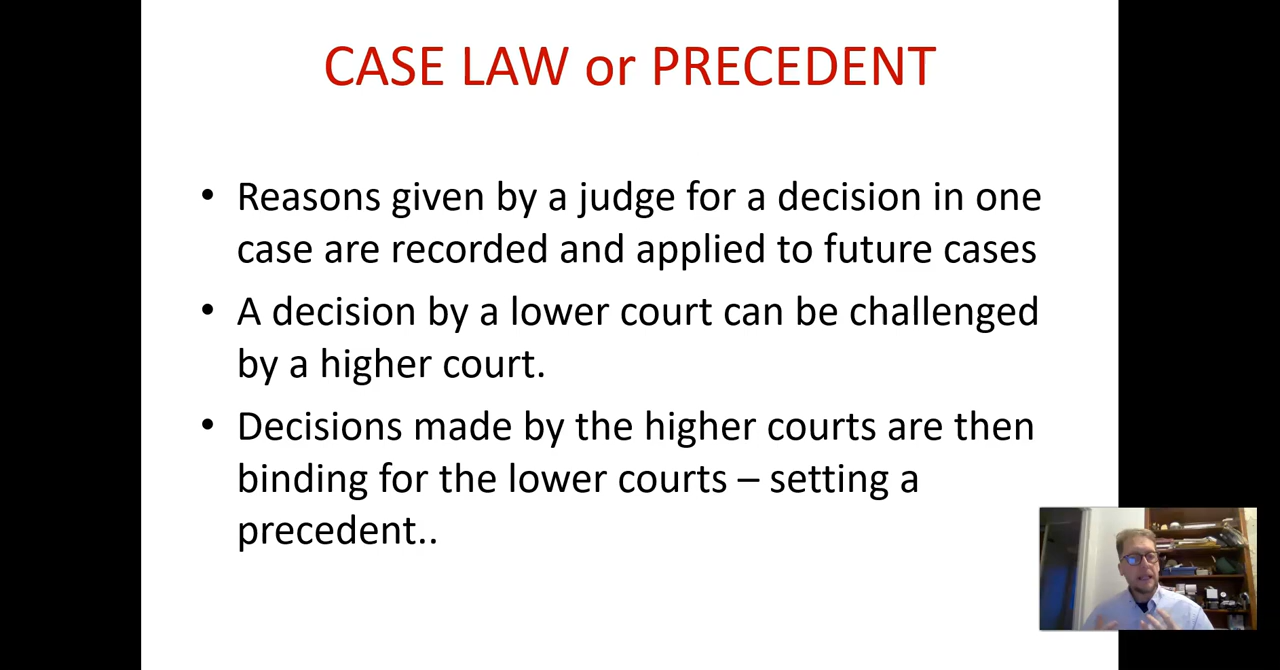 CASE LAW or PRECEDENT
• Reasons given by a judge for a decision in one
case are recorded and applied to future cases
• A decision by a lower court can be challenged
by a higher court.
• Decisions made by the higher courts are then
binding for the lower courts – setting a
precedent..